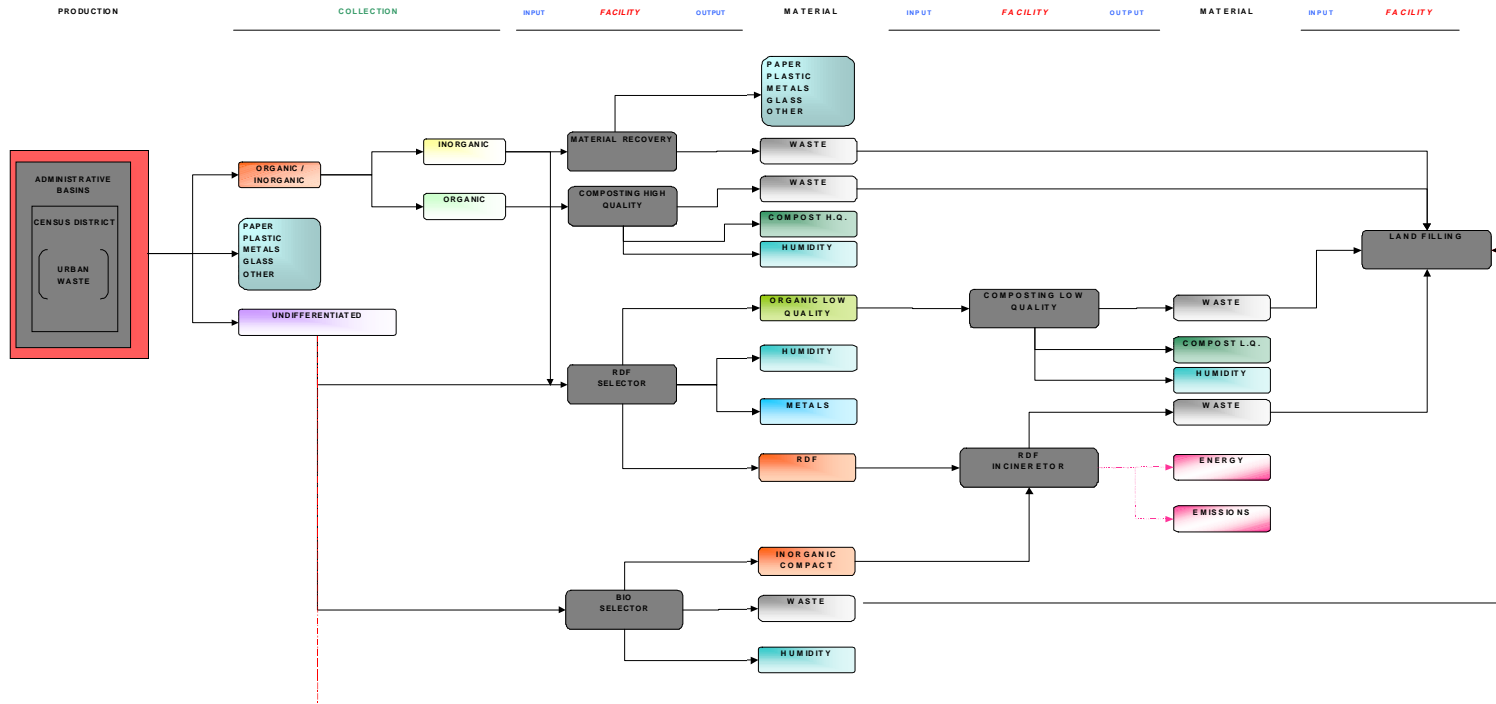 PRODUCTION
COLLECTION
INPUT
FACILITY
OUTPUT
MATERIAL
INPUT
FACILITY
OUTPUT
MATERIAL
INPUT
FACILITY
ADMINISTRATIVE
BASINS
CENSUS DISTRICT
URBAN
WASTE
ORGANIC /
INORGANIC
PAPER
PLASTIC
METALS
GLASS
OTHER
UNDIFFERENTIATED
INORGANIC
ORGANIC
MATERIAL RECOVERY
COMPOSTING HIGH
QUALITY
RDF
SELECTOR
BIO
SELECTOR
PAPER
PLASTIC
METALS
GLASS
OTHER
WASTE
WASTE
COMPOST H.Q.
HUMIDITY
ORGANIC LOW
QUALITY
HUMIDITY
METALS
RDF
INORGANIC
COMPACT
WASTE
HUMIDITY
COMPOSTING LOW
QUALITY
RDF
INCINERETOR
WASTE
COMPOST L.Q.
HUMIDITY
WASTE
ENERGY
EMISSIONS
LAND FILLING